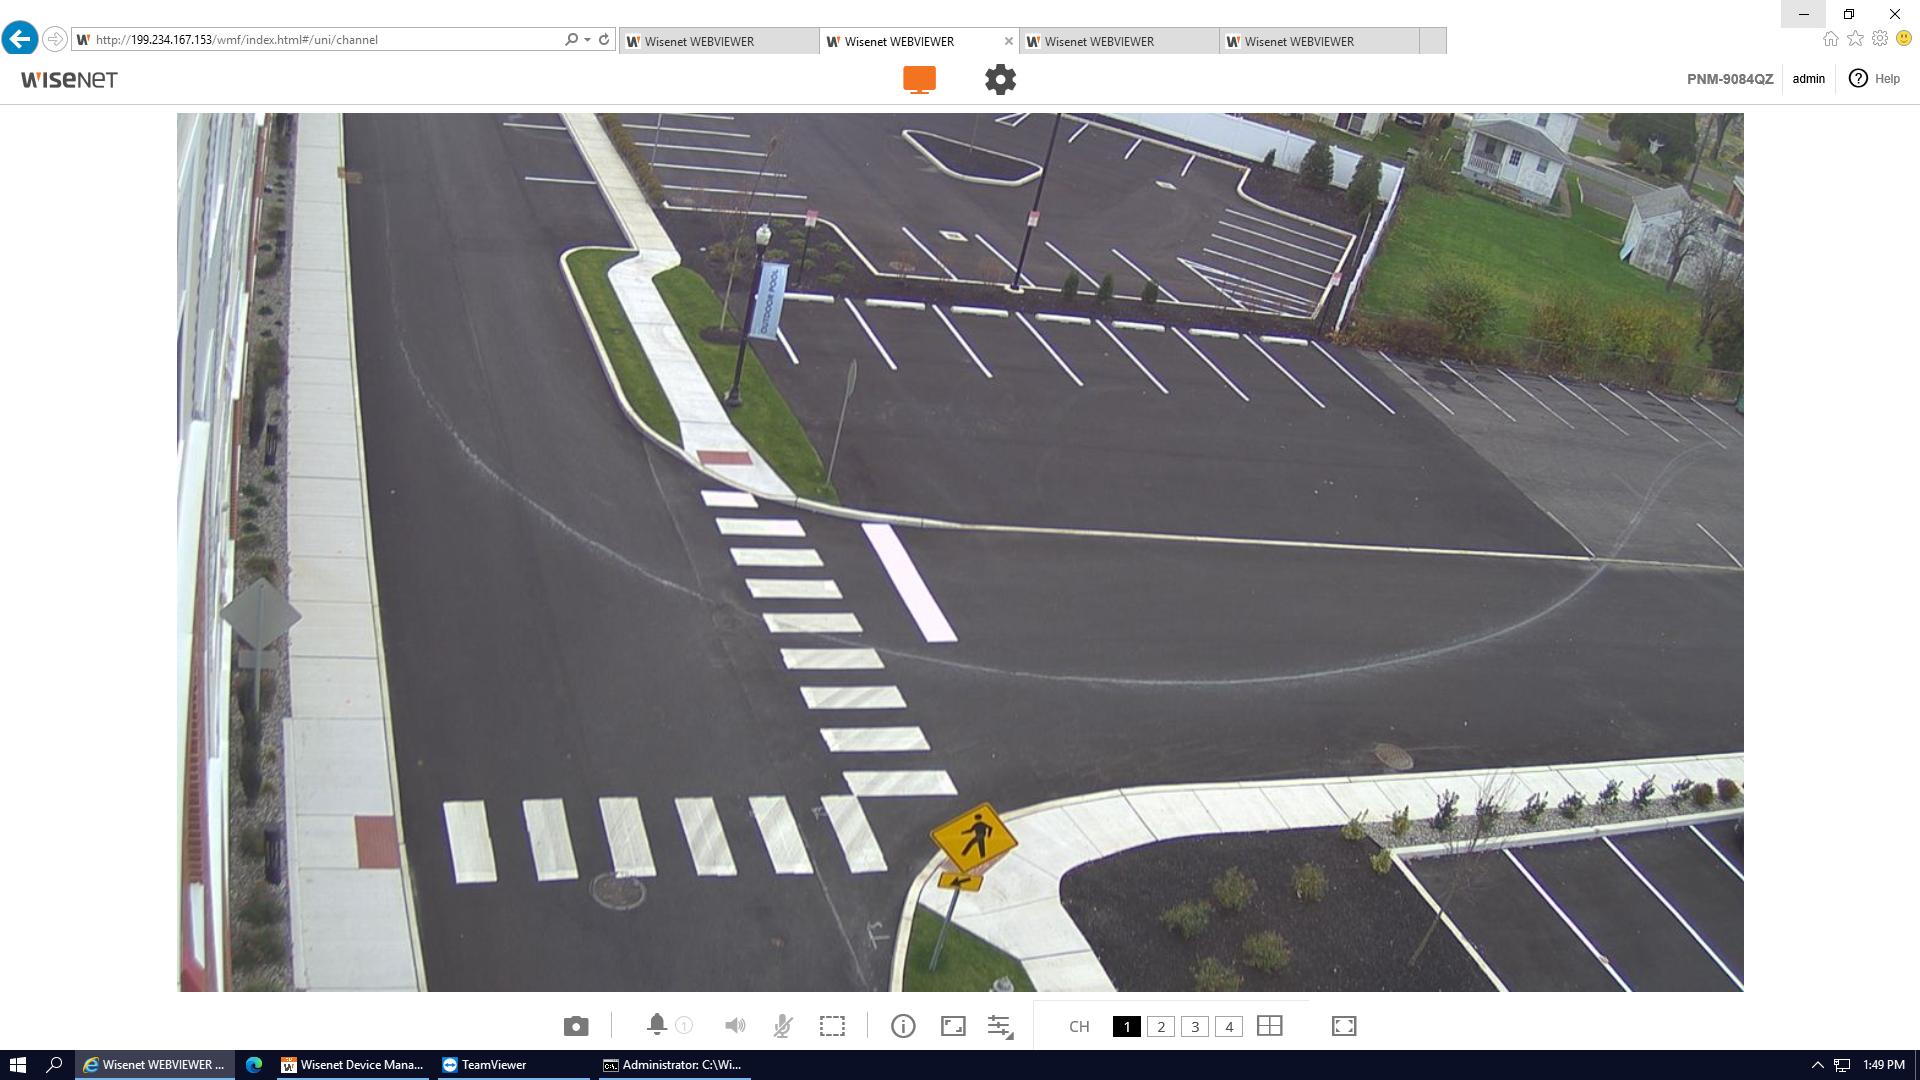 http://199.234.167.153/wmf/index.html#/uni/channel
Wisenet WEBVIEWER
Wisenet WEBVIEWER
Wisenet WEBVIEWER
Wisenet WEBVIEWER
WISENET
PNM-9084QZ
admin
? Help
OUTDOOR POOL
TS
1
CH
1
2
3
4
Wisenet WEBVIEWER ...
Wisenet Device Mana...
TeamViewer
Administrator: C:\Wi...
1:49 PM